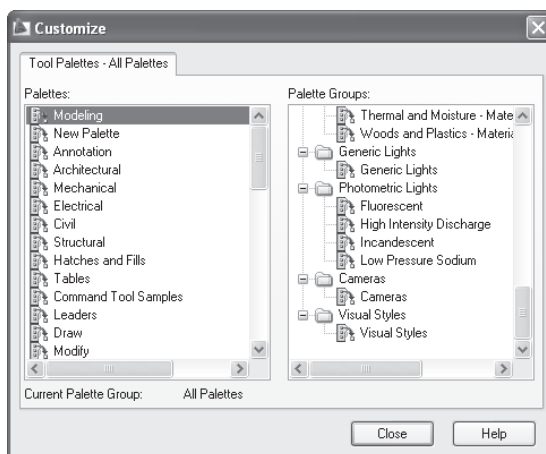 Customize
Tool Palettes - All Palettes
Palettes:
Modeling
New Palette
Annotation
Architectural
Mechanical
Electrical
Civil
Structural
Hatches and Fills
Tables
Command Tool Samples
Leaders
Draw
Modify
Palette Groups:
Thermal and Moisture - Mate
Woods and Plastics - Materia
Generic Lights
Generic Lights
Photometric Lights
Fluorescent
High Intensity Discharge
Incandescent
Low Pressure Sodium
Cameras
Cameras
Visual Styles
Visual Styles
Current Palette Group: All Palettes
Close Help